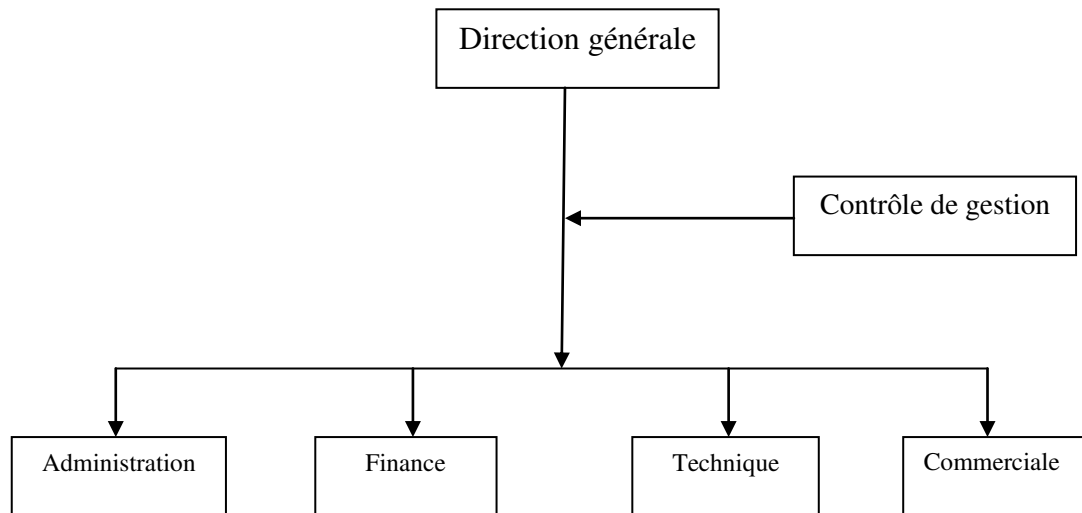 Direction générale
Contrôle de gestion
Administration
Finance
Technique
Commerciale